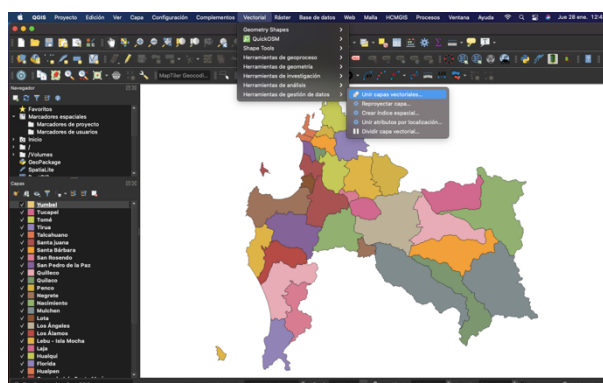 QGIS Proyecto Edición Ver Capa Configuración Complementos Vectorial Ráster Base de datos Web Malla HCMGIS Procesos Ventana Ayuda Jue 28 ene. 12:4
Geometry Shapes
QuickOSM
Shape Tools
Herramientas de geoproceso
Herramientas de geometría
Herramientas de investigación
Herramientas de análisis
Herramientas de gestión de datos
Unir capas vectoriales...
Reproyectar capa...
Crear índice espacial...
Unir atributos por localización...
Dividir capa vectorial...
MapTiler Geocodi...
Navegador
Favoritos
Marcadores espaciales
Marcadores de proyecto
Marcadores de usuarios
Inicio
/
/Volumes
GeoPackage
SpatiaLite
Capas
Yumbel
Tucapel
Tomé
Tirua
Talcahuano
Santa Juana
Santa Bárbara
San Rosendo
San Pedro de la Paz
Quilleco
Quilaco
Penco
Negrete
Nacimiento
Mulchen
Lota
Los Ángeles
Los Álamos
Lebu - Isla Mocha
Laja
Hualqui
Florida
Hualpen